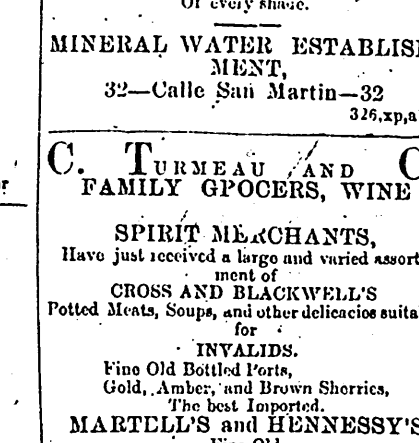 Of every shade.
MINERAL WATER ESTABLIS
MENT,
32—Calle San Martin—32
326,xp,a
C. TURMEAU AND C
FAMILY GPOCERS, WINE
SPIRIT MERCHANTS,
Have just received a large and varied assort
ment of
CROSS AND BLACKWELL'S
Potted Meats, Soups, and other delicacies suita
for
INVALIDS.
Fine Old Bottled Ports,
Gold, Amber, and Brown Sherries,
The best Imported.
MARTELL'S and HENNESSY'S